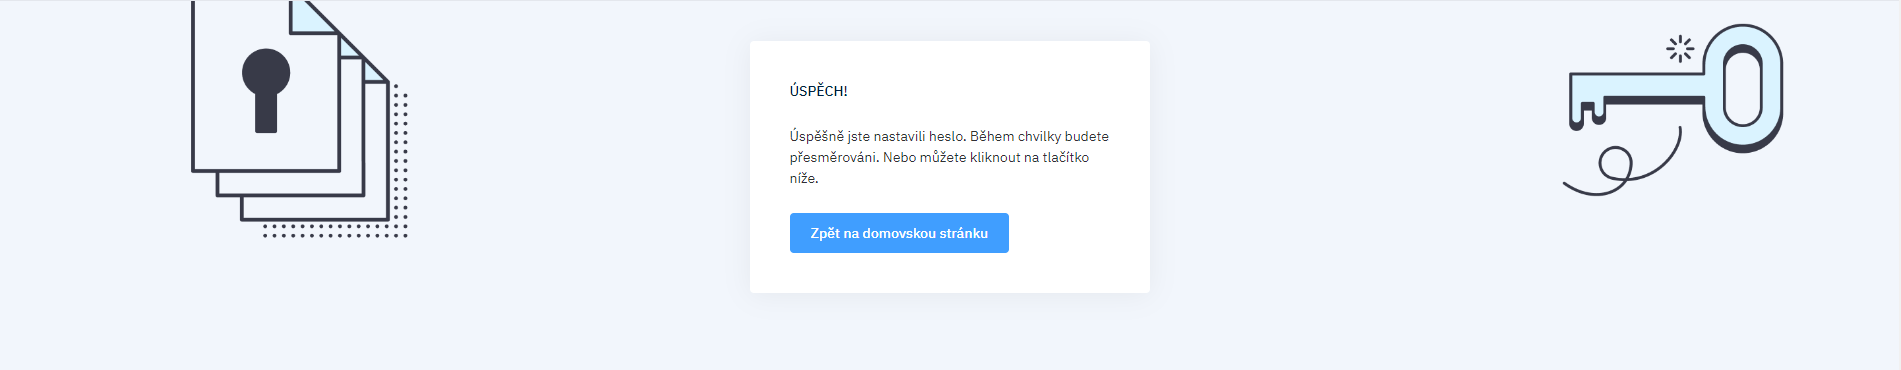 ÚSPĚCH!
Úspěšně jste nastavili heslo. Během chvilky budete
přesměrováni. Nebo můžete kliknout na tlačítko
níže.
Zpět na domovskou stránku